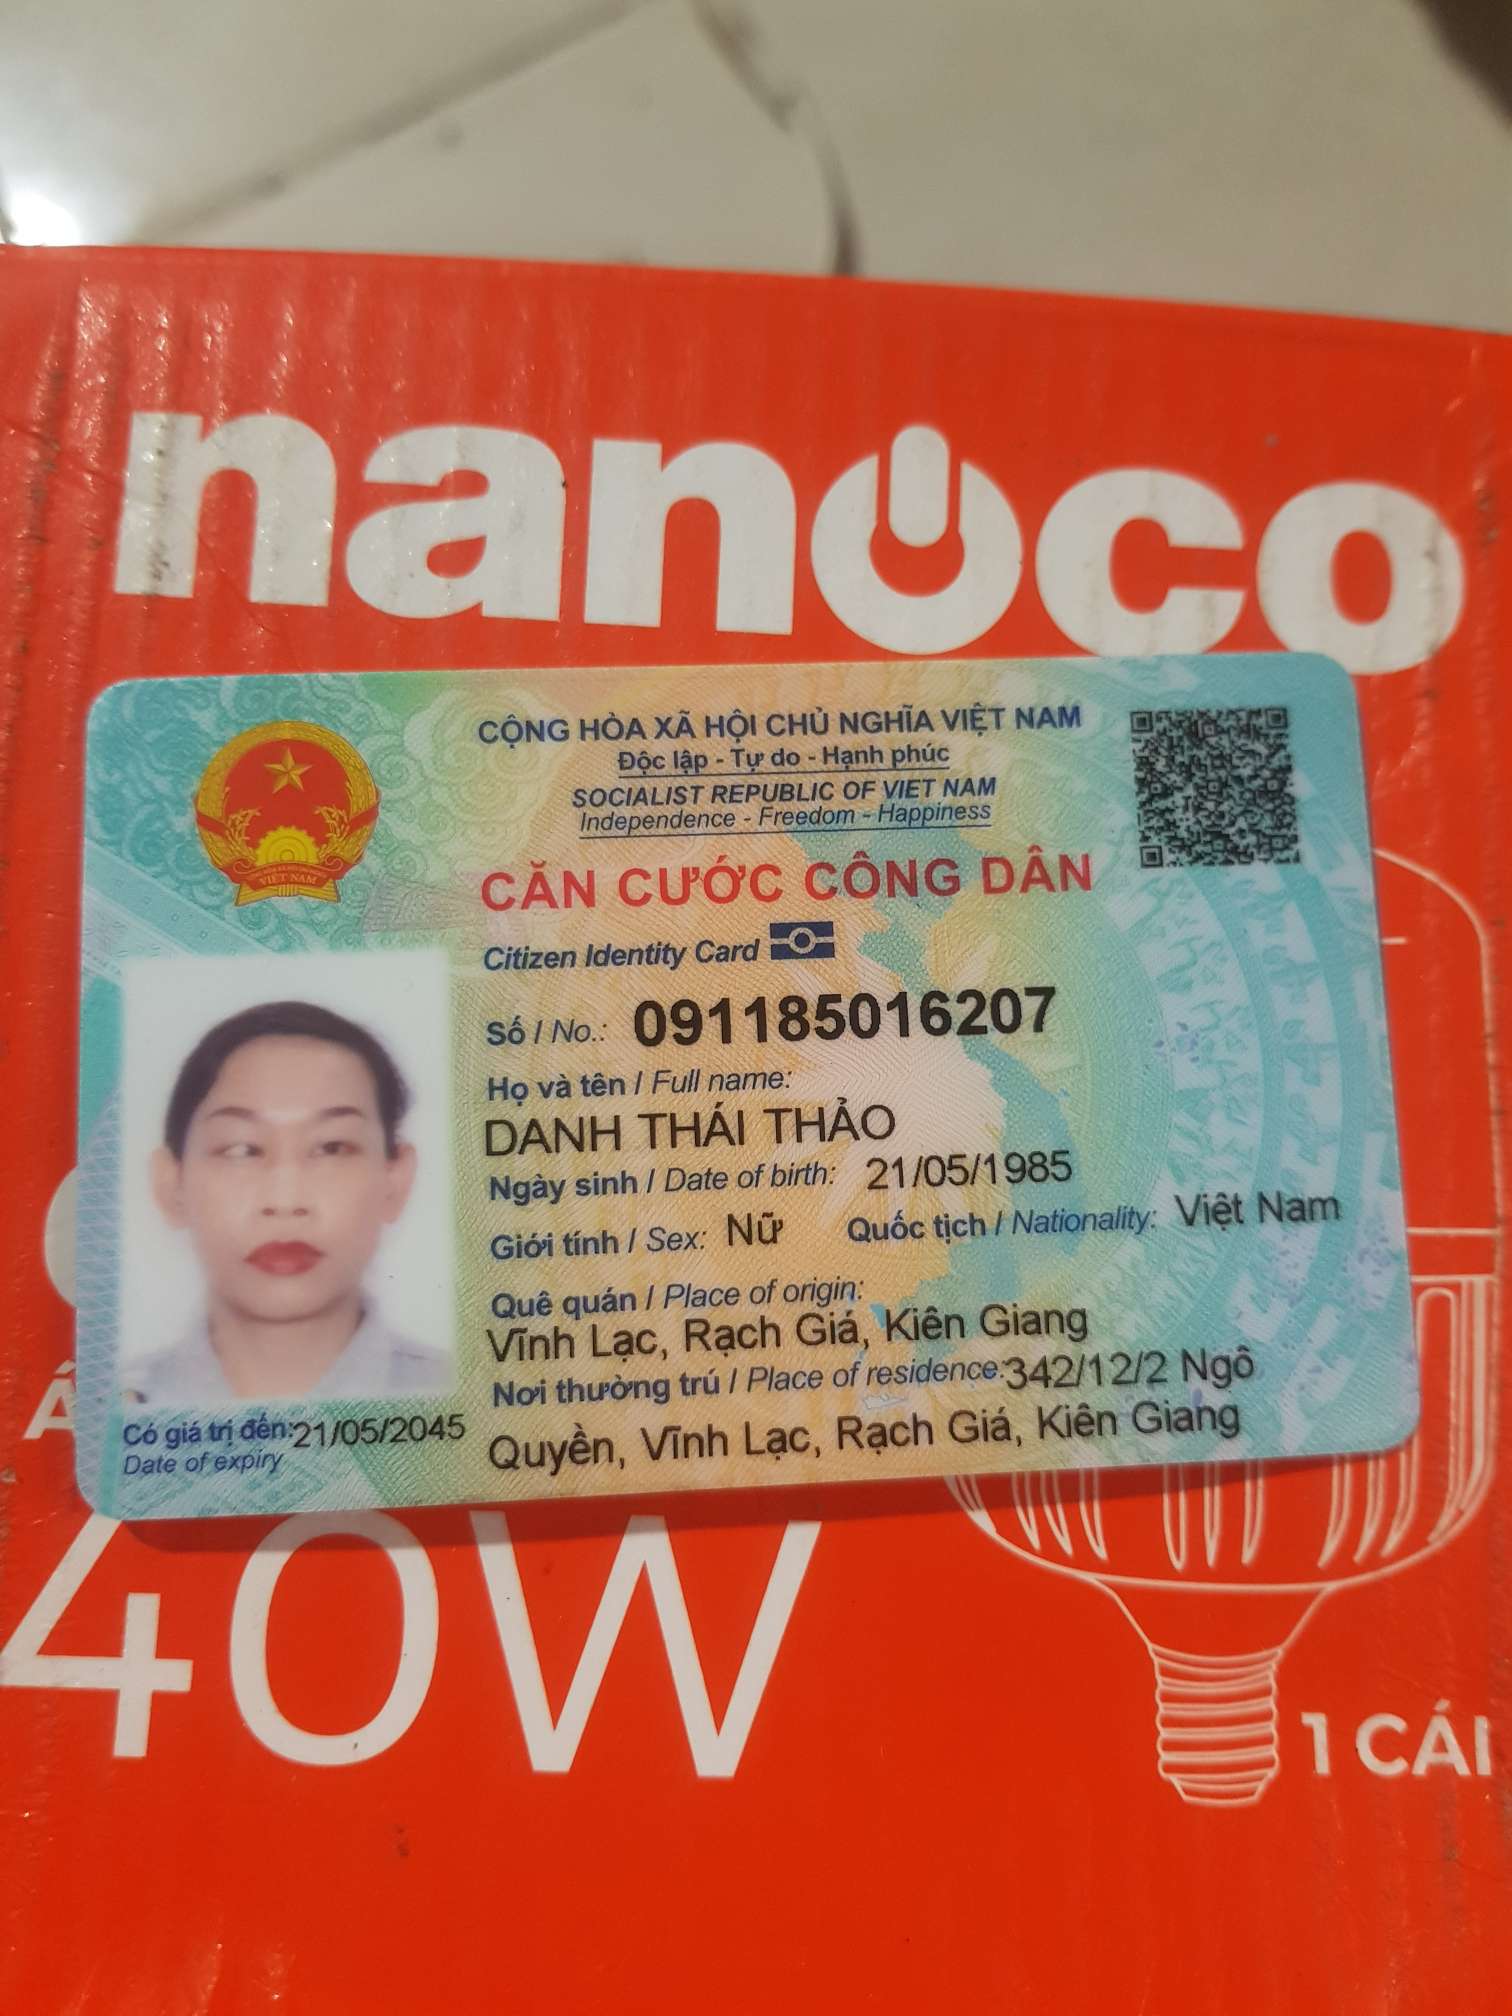 nanoco
CỘNG HÒA XÃ HỘI CHỦ NGHĨA VIỆT NAM
Độc lập - Tự do - Hạnh phúc
SOCIALIST REPUBLIC OF VIET NAM
Independence - Freedom - Happiness
VIỆT NAM
CĂN CƯỚC CÔNG DÂN
Citizen Identity Card
Số / No.: 091185016207
Họ và tên / Full name:
DANH THÁI THẢO
Ngày sinh / Date of birth: 21/05/1985
Giới tính / Sex: Nữ Quốc tịch / Nationality: Việt Nam
Quê quán / Place of origin:
Vĩnh Lạc, Rạch Giá, Kiên Giang
Nơi thường trú / Place of residence: 342/12/2 Ngô
Quyền, Vĩnh Lạc, Rạch Giá, Kiên Giang
Có giá trị đến: 21/05/2045
Date of expiry
40W
1 CÁI